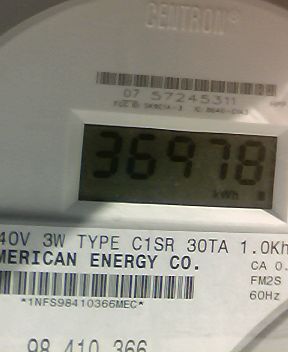 CENTRON®
07 57245311
36978
kWh
40V 3W TYPE C1SR 30TA 1.0Kh
MERICAN ENERGY CO.
CA 0.
FM2S
60Hz
*1NFS98410366MEC*
98 410 366